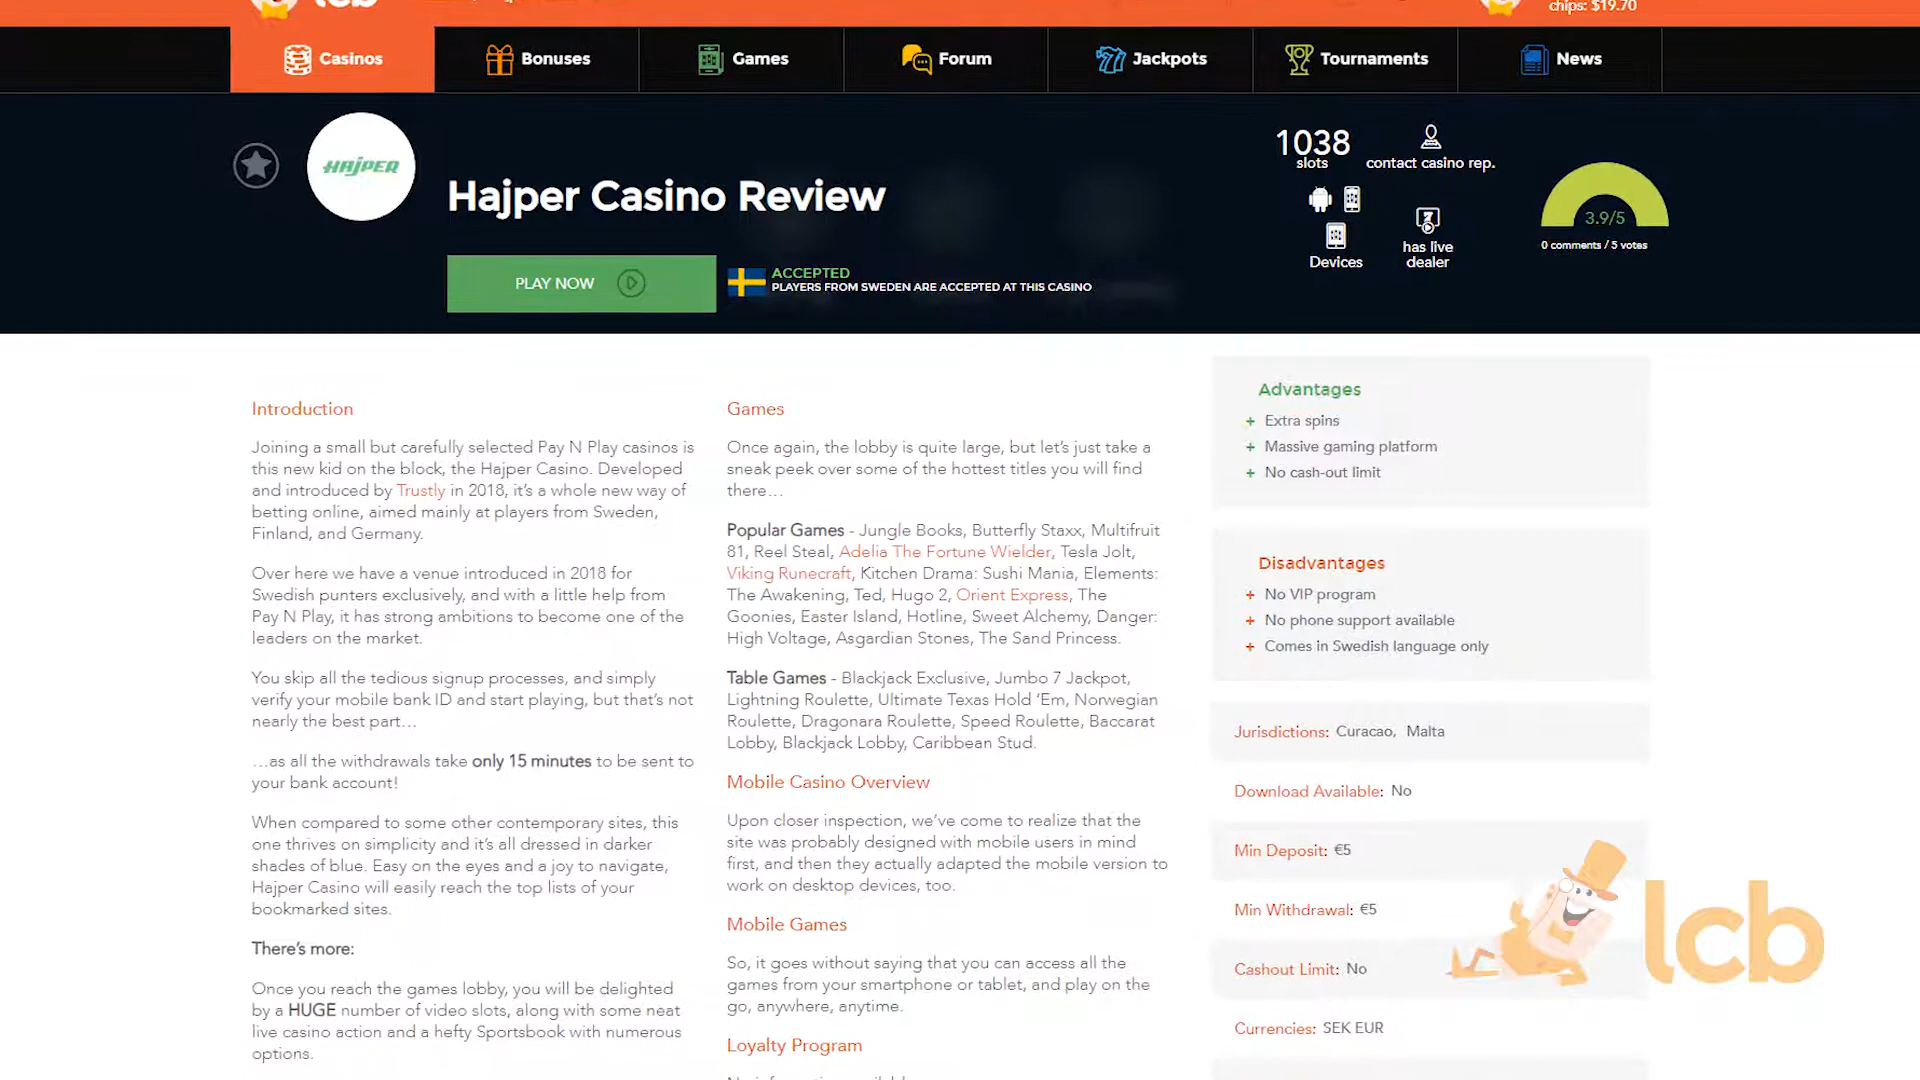 lcb
chips: $19.70
Casinos
Bonuses
Games
Forum
Jackpots
Tournaments
News
HAJPER
Hajper Casino Review
PLAY NOW
ACCEPTED
PLAYERS FROM SWEDEN ARE ACCEPTED AT THIS CASINO
1038
slots
contact casino rep.
Devices
has live
dealer
3.9/5
0 comments / 5 votes
Introduction
Joining a small but carefully selected Pay N Play casinos is
this new kid on the block, the Hajper Casino. Developed
and introduced by Trustly in 2018, it's a whole new way of
betting online, aimed mainly at players from Sweden,
Finland, and Germany.
Over here we have a venue introduced in 2018 for
Swedish punters exclusively, and with a little help from
Pay N Play, it has strong ambitions to become one of the
leaders on the market.
You skip all the tedious signup processes, and simply
verify your mobile bank ID and start playing, but that's not
nearly the best part…
…as all the withdrawals take only 15 minutes to be sent to
your bank account!
When compared to some other contemporary sites, this
one thrives on simplicity and it's all dressed in darker
shades of blue. Easy on the eyes and a joy to navigate,
Hajper Casino will easily reach the top lists of your
bookmarked sites.
There's more:
Once you reach the games lobby, you will be delighted
by a HUGE number of video slots, along with some neat
live casino action and a hefty Sportsbook with numerous
options.
Games
Once again, the lobby is quite large, but let's just take a
sneak peek over some of the hottest titles you will find
there…
Popular Games - Jungle Books, Butterfly Staxx, Multifruit
81, Reel Steal, Adelia The Fortune Wielder, Tesla Jolt,
Viking Runecraft, Kitchen Drama: Sushi Mania, Elements:
The Awakening, Ted, Hugo 2, Orient Express, The
Goonies, Easter Island, Hotline, Sweet Alchemy, Danger:
High Voltage, Asgardian Stones, The Sand Princess.
Table Games - Blackjack Exclusive, Jumbo 7 Jackpot,
Lightning Roulette, Ultimate Texas Hold 'Em, Norwegian
Roulette, Dragonara Roulette, Speed Roulette, Baccarat
Lobby, Blackjack Lobby, Caribbean Stud.
Mobile Casino Overview
Upon closer inspection, we've come to realize that the
site was probably designed with mobile users in mind
first, and then they actually adapted the mobile version to
work on desktop devices, too.
Mobile Games
So, it goes without saying that you can access all the
games from your smartphone or tablet, and play on the
go, anywhere, anytime.
Loyalty Program
Advantages
+ Extra spins
+ Massive gaming platform
+ No cash-out limit
Disadvantages
+ No VIP program
+ No phone support available
+ Comes in Swedish language only
Jurisdictions: Curacao, Malta
Download Available: No
Min Deposit: €5
Min Withdrawal: €5
Cashout Limit: No
Currencies: SEK EUR
lcb